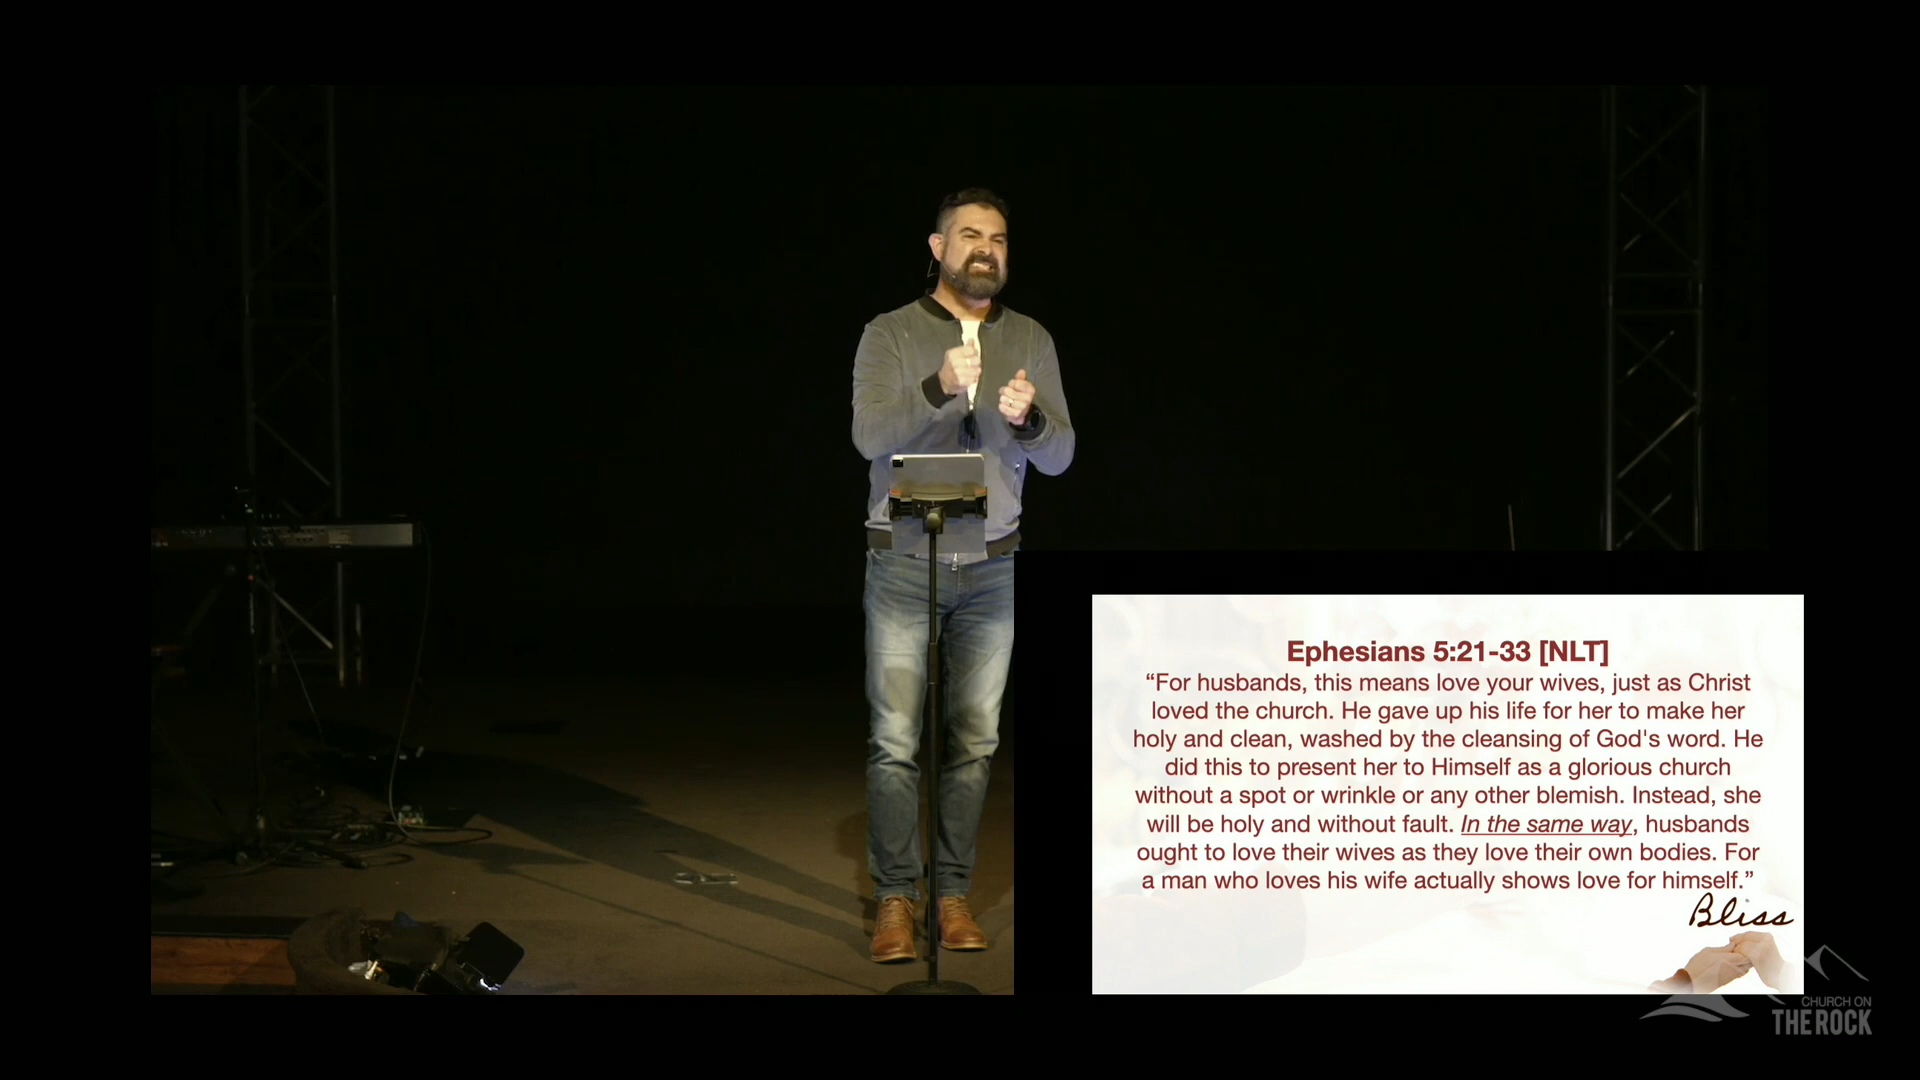 Ephesians 5:21-33 [NLT]
“For husbands, this means love your wives, just as Christ
loved the church. He gave up his life for her to make her
holy and clean, washed by the cleansing of God's word. He
did this to present her to Himself as a glorious church
without a spot or wrinkle or any other blemish. Instead, she
will be holy and without fault. In the same way, husbands
ought to love their wives as they love their own bodies. For
a man who loves his wife actually shows love for himself.”
Bliss
CHURCH ON
THE ROCK